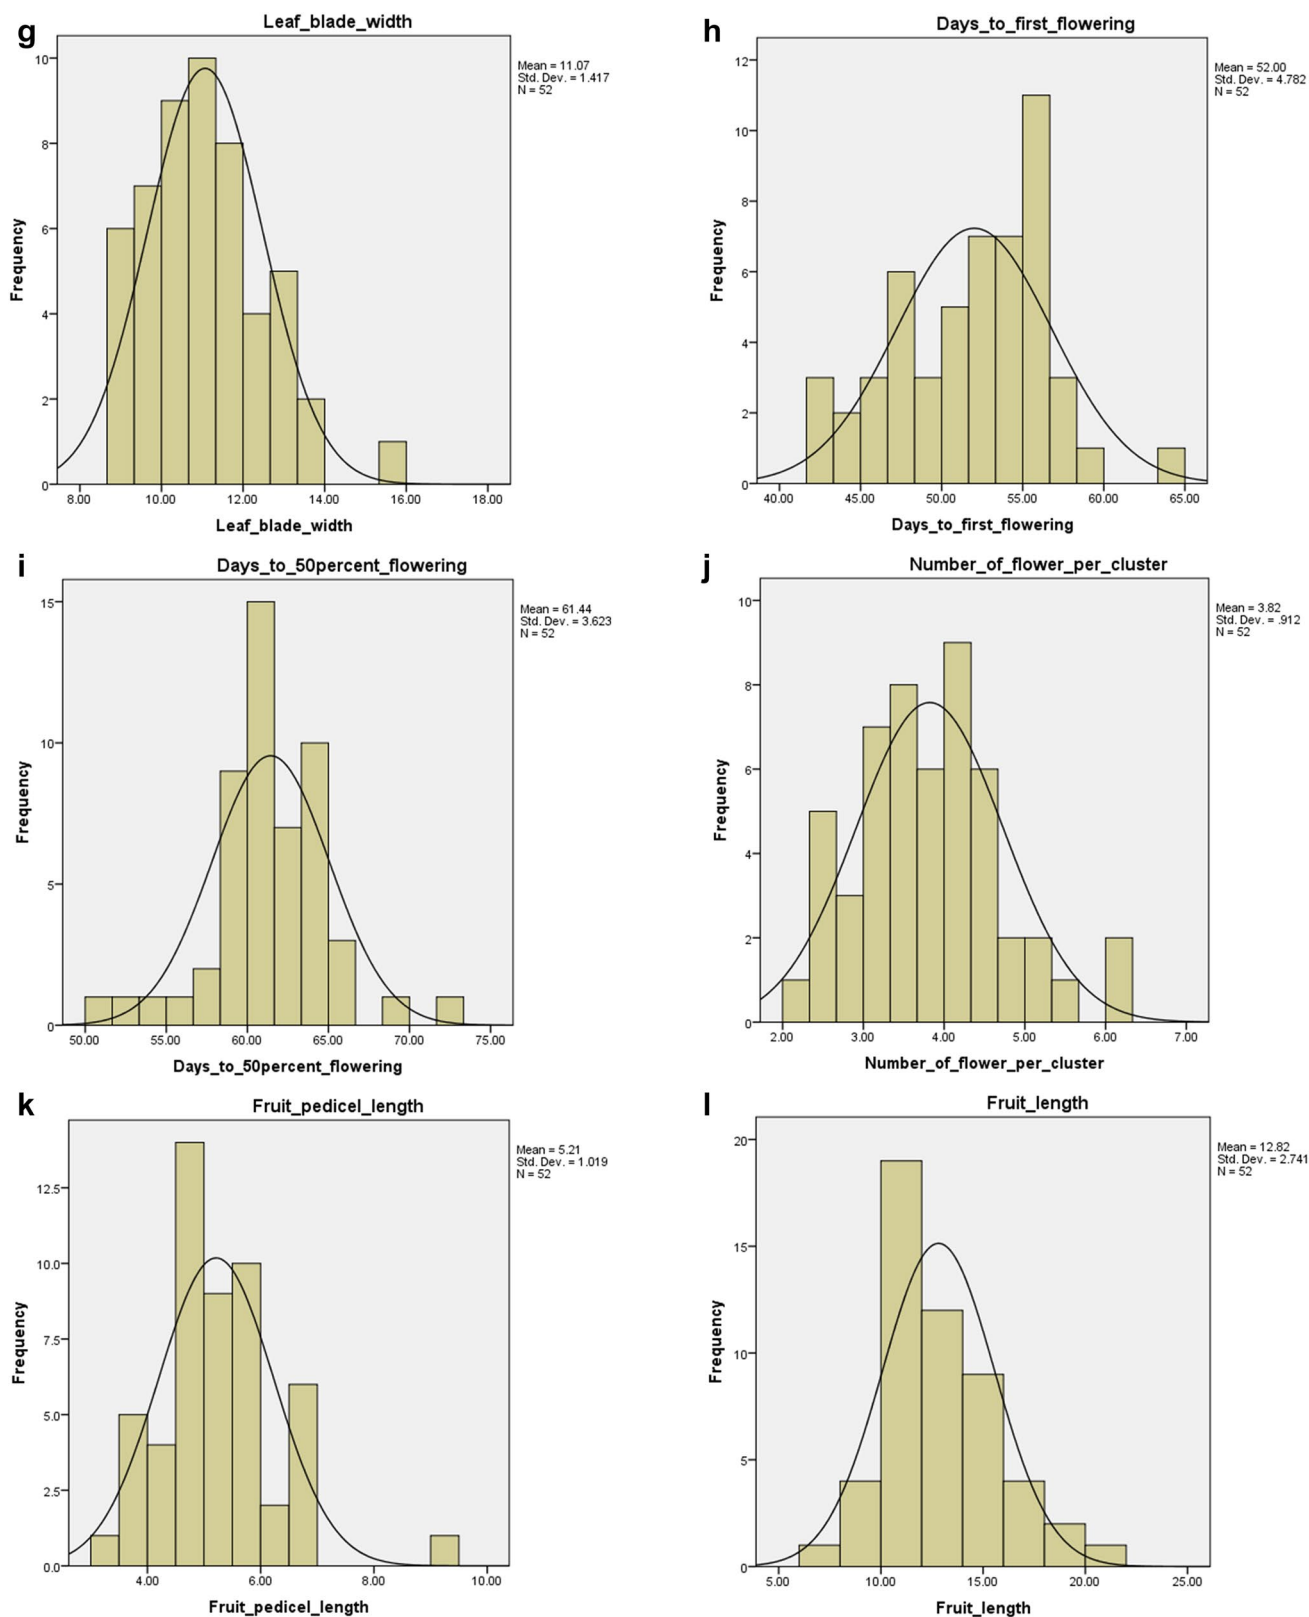 g
Leaf_blade_width
Mean = 11.07
Std. Dev. = 1.417
N = 52
10
8
6
4
2
0
Frequency
8.00 10.00 12.00 14.00 16.00 18.00
Leaf_blade_width
h
Days_to_first_flowering
Mean = 52.00
Std. Dev. = 4.782
N = 52
12
10
8
6
4
2
0
Frequency
40.00 45.00 50.00 55.00 60.00 65.00
Days_to_first_flowering
i
Days_to_50percent_flowering
Mean = 61.44
Std. Dev. = 3.623
N = 52
15
10
5
0
Frequency
50.00 55.00 60.00 65.00 70.00 75.00
Days_to_50percent_flowering
j
Number_of_flower_per_cluster
Mean = 3.82
Std. Dev. = .912
N = 52
10
8
6
4
2
0
Frequency
2.00 3.00 4.00 5.00 6.00 7.00
Number_of_flower_per_cluster
k
Fruit_pedicel_length
Mean = 5.21
Std. Dev. = 1.019
N = 52
12.5
10.0
7.5
5.0
2.5
0.0
Frequency
4.00 6.00 8.00 10.00
Fruit_pedicel_length
l
Fruit_length
Mean = 12.82
Std. Dev. = 2.741
N = 52
20
15
10
5
0
Frequency
5.00 10.00 15.00 20.00 25.00
Fruit_length